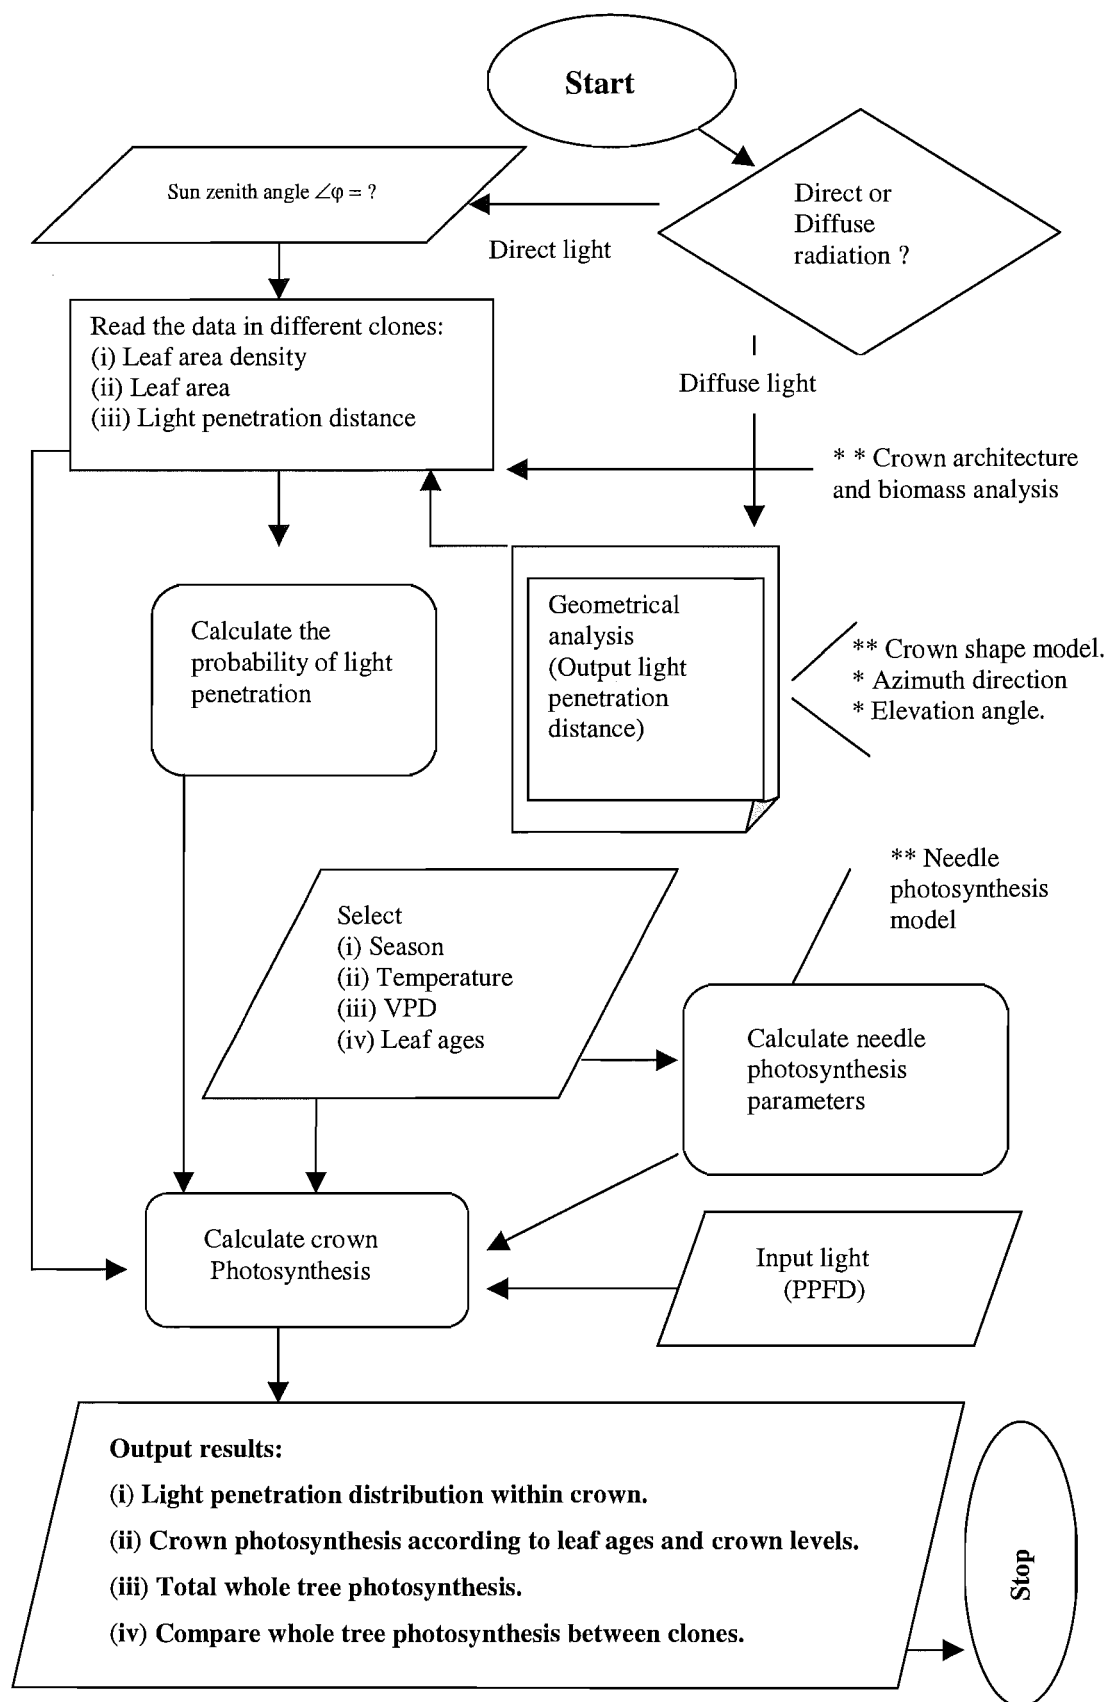 Start
Direct or
Diffuse
radiation ?
Sun zenith angle ∠φ = ?
Direct light
Read the data in different clones:
(i) Leaf area density
(ii) Leaf area
(iii) Light penetration distance
Diffuse light
* * Crown architecture
and biomass analysis
Calculate the
probability of light
penetration
Geometrical
analysis
(Output light
penetration
distance)
** Crown shape model.
* Azimuth direction
* Elevation angle.
** Needle
photosynthesis
model
Select
(i) Season
(ii) Temperature
(iii) VPD
(iv) Leaf ages
Calculate needle
photosynthesis
parameters
Calculate crown
Photosynthesis
Input light
(PPFD)
Output results:
(i) Light penetration distribution within crown.
(ii) Crown photosynthesis according to leaf ages and crown levels.
(iii) Total whole tree photosynthesis.
(iv) Compare whole tree photosynthesis between clones.
Stop